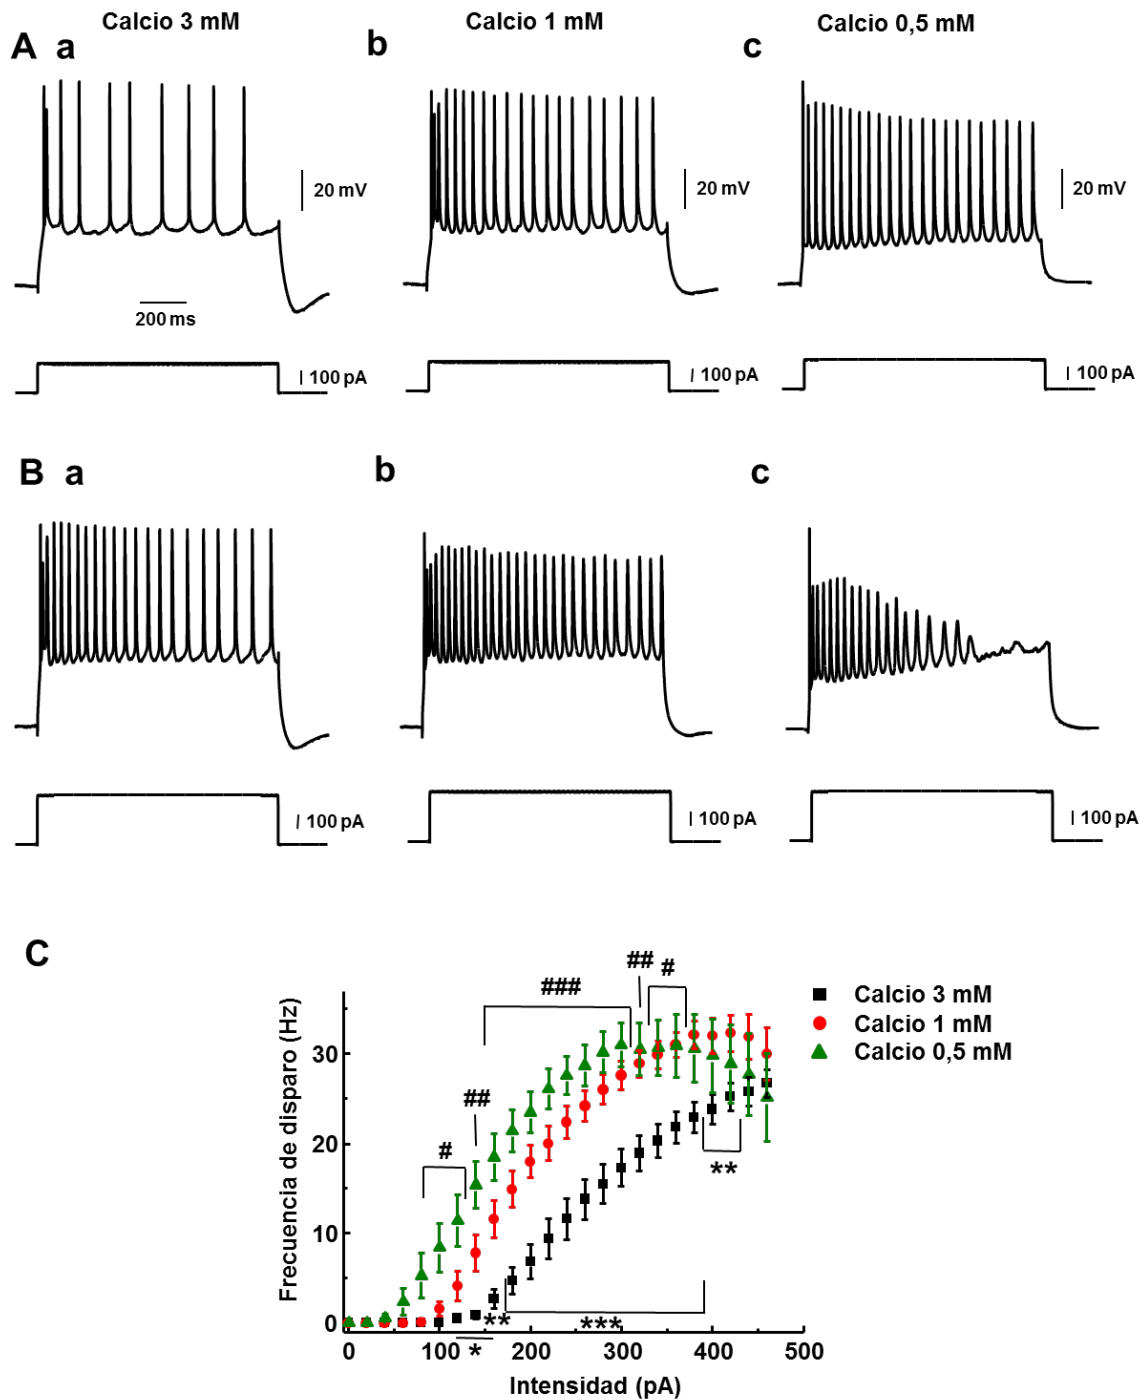 Calcio 3 mM
Calcio 1 mM
Calcio 0,5 mM
A a
b
c
20 mV
20 mV
20 mV
200 ms
100 pA
100 pA
100 pA
B a
b
c
100 pA
100 pA
100 pA
C
## #
###
##
#
**
**
***
*
Calcio 3 mM
Calcio 1 mM
Calcio 0,5 mM
Frecuencia de disparo (Hz)
30
20
10
0
0 100 200 300 400 500
Intensidad (pA)